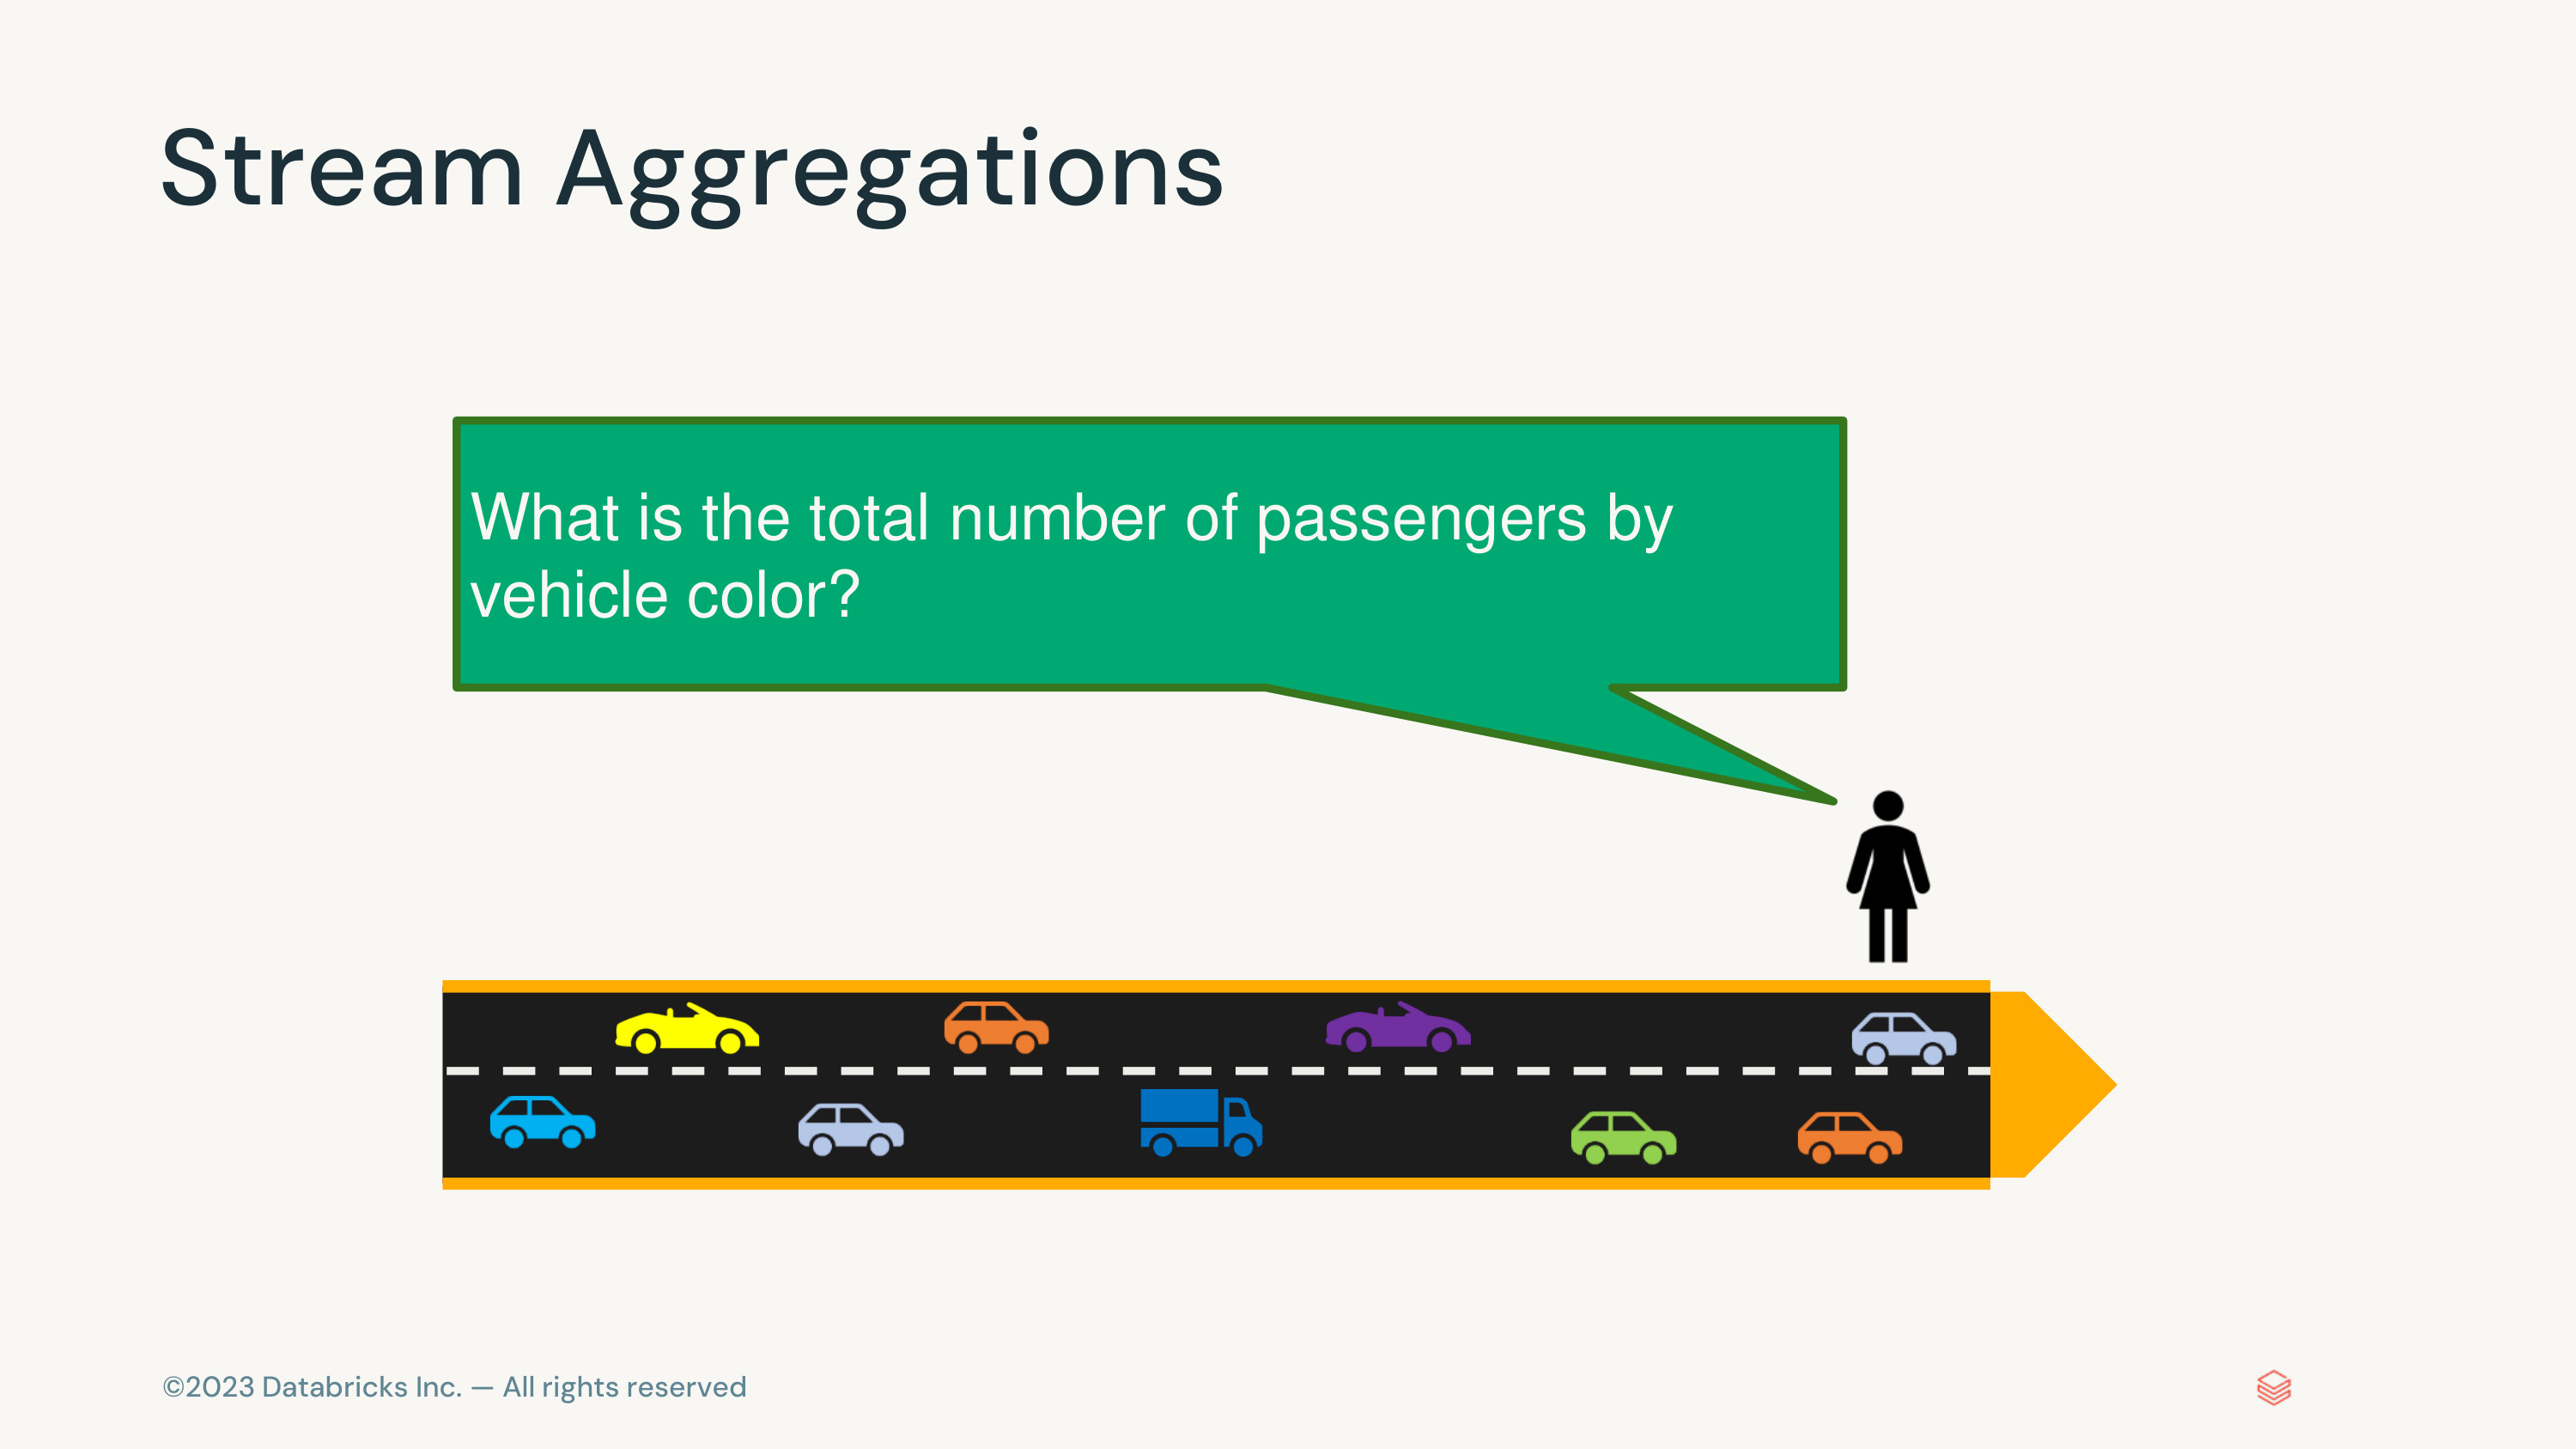 Stream Aggregations
What is the total number of passengers by
vehicle color?
©2023 Databricks Inc. — All rights reserved